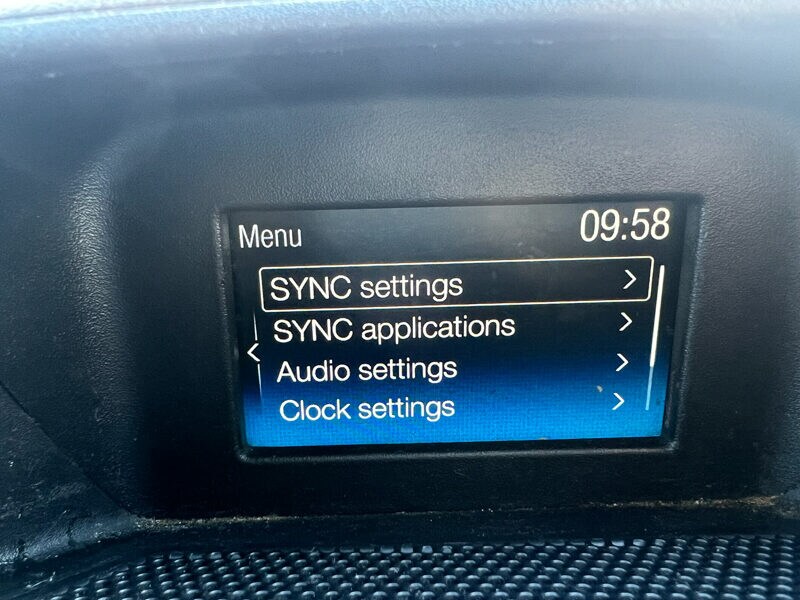 Menu 09:58
SYNC settings
SYNC applications
Audio settings
Clock settings